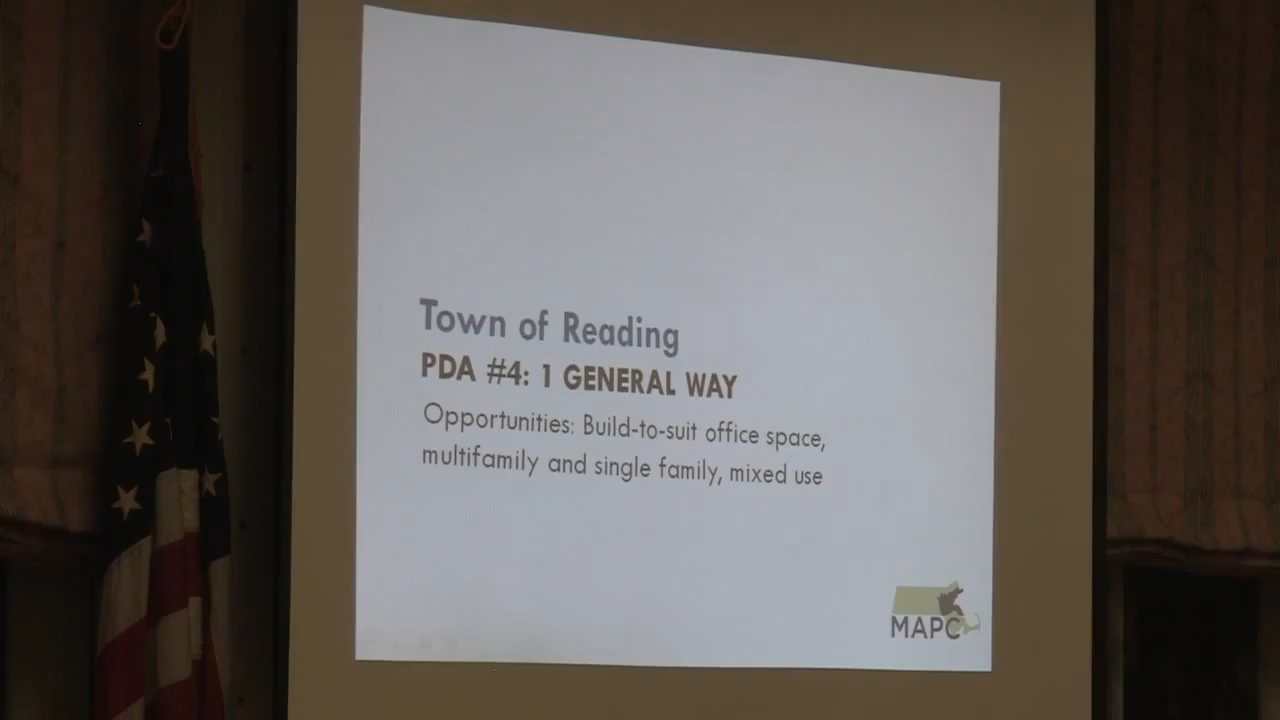 Town of Reading
PDA #4: 1 GENERAL WAY
Opportunities: Build-to-suit office space,
multifamily and single family, mixed use
MAPC